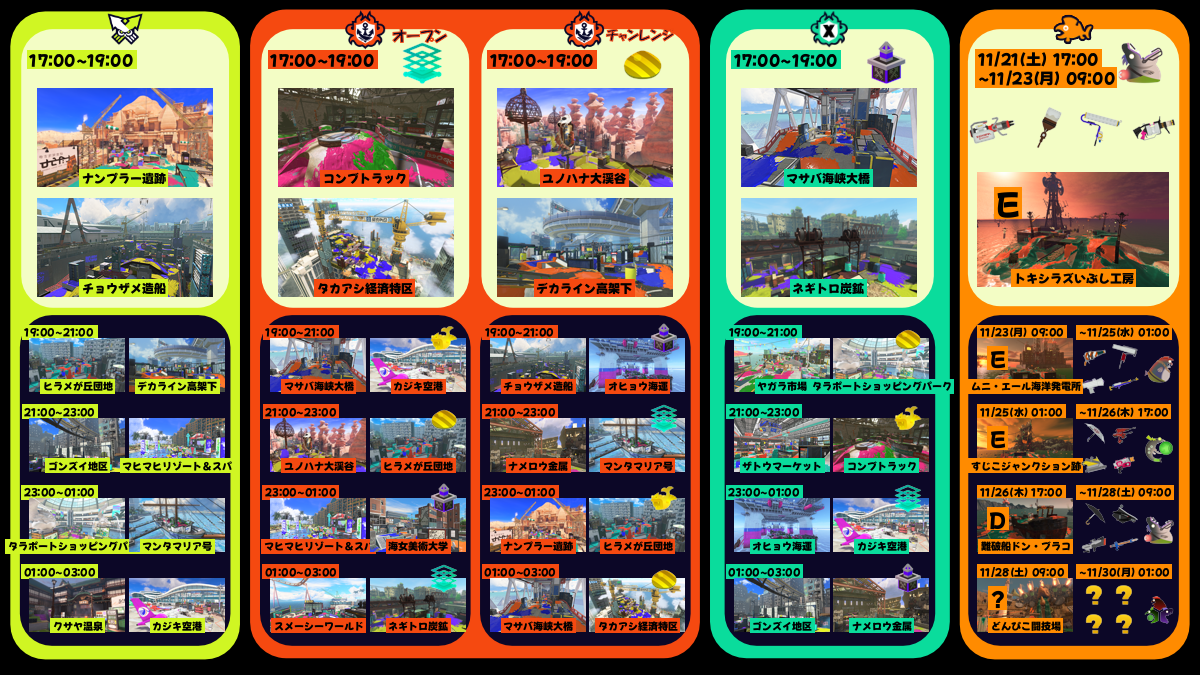 17:00~19:00
ナンプラー遺跡
チョウザメ造船
19:00~21:00
ヒラメが丘団地
デカライン高架下
21:00~23:00
ゴンズイ地区
マヒマヒリゾート&スパ
23:00~01:00
タラポートショッピングパ
マンタマリア号
01:00~03:00
クサヤ温泉
カジキ空港
オープン
17:00~19:00
コンブトラック
タカアシ経済特区
19:00~21:00
マサバ海峡大橋
カジキ空港
21:00~23:00
ユノハナ大渓谷
ヒラメが丘団地
23:00~01:00
マヒマヒリゾート&スパ
海女美術大学
01:00~03:00
スメーシーワールド
ネギトロ炭鉱
チャレンジ
17:00~19:00
ユノハナ大渓谷
デカライン高架下
19:00~21:00
チョウザメ造船
オヒョウ海運
21:00~23:00
ナメロウ金属
マンタマリア号
23:00~01:00
ナンプラー遺跡
ヒラメが丘団地
01:00~03:00
マサバ海峡大橋
タカアシ経済特区
X
17:00~19:00
マサバ海峡大橋
ネギトロ炭鉱
19:00~21:00
ヤガラ市場
タラポートショッピングパーク
21:00~23:00
ザトウマーケット
コンブトラック
23:00~01:00
オヒョウ海運
カジキ空港
01:00~03:00
ゴンズイ地区
ナメロウ金属
11/21(土) 17:00
~11/23(月) 09:00
E
トキシラズいぶし工房
11/23(月) 09:00
~11/25(水) 01:00
E
ムニ・エール海洋発電所
11/25(水) 01:00
~11/26(木) 17:00
E
すじこジャンクション跡
11/26(木) 17:00
~11/28(土) 09:00
D
難破船ドン・ブラコ
11/28(土) 09:00
~11/30(月) 01:00
?
? ?
? ?
どんぴこ闘技場